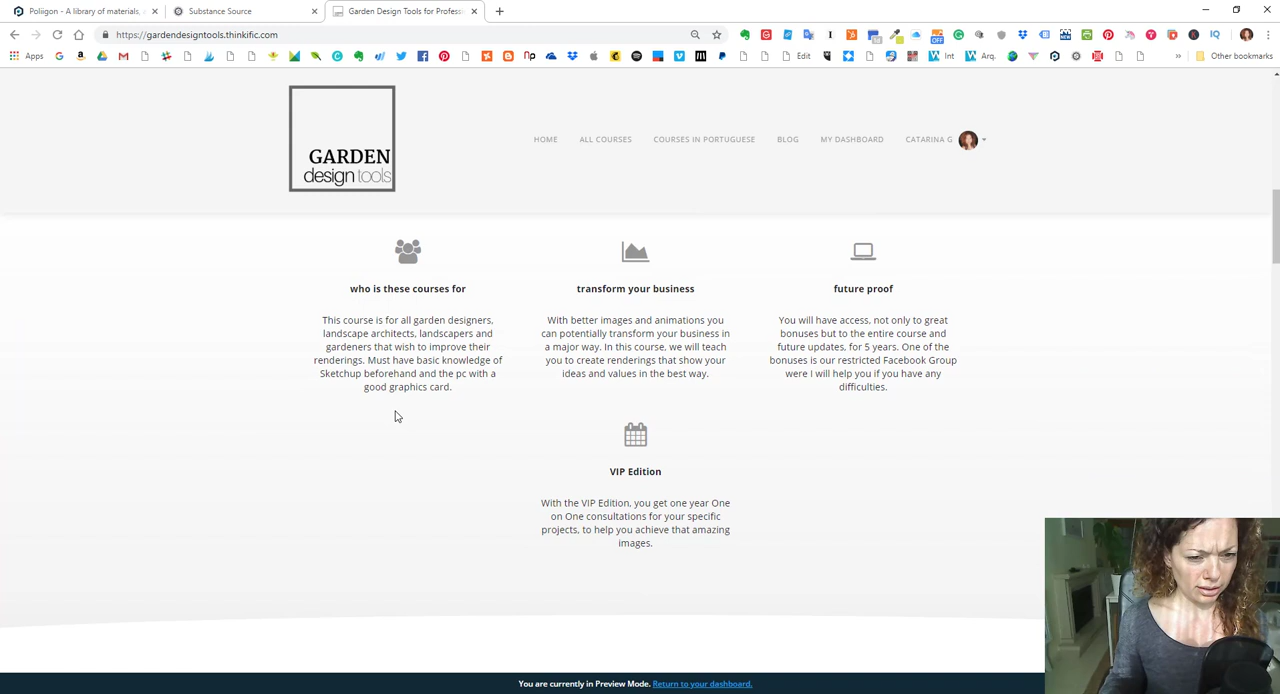 Poliigon - A library of materials, a
Substance Source
Garden Design Tools for Profess
https://gardendesigntools.thinkific.com
Apps
Edit
Int
Arq.
Other bookmarks
GARDEN
design tools
HOME
ALL COURSES
COURSES IN PORTUGUESE
BLOG
MY DASHBOARD
CATARINA G
who is these courses for
This course is for all garden designers,
landscape architects, landscapers and
gardeners that wish to improve their
renderings. Must have basic knowledge of
Sketchup beforehand and the pc with a
good graphics card.
transform your business
With better images and animations you
can potentially transform your business in
a major way. In this course, we will teach
you to create renderings that show your
ideas and values in the best way.
future proof
You will have access, not only to great
bonuses but to the entire course and
future updates, for 5 years. One of the
bonuses is our restricted Facebook Group
were I will help you if you have any
difficulties.
VIP Edition
With the VIP Edition, you get one year One
on One consultations for your specific
projects, to help you achieve that amazing
images.
You are currently in Preview Mode. Return to your dashboard.